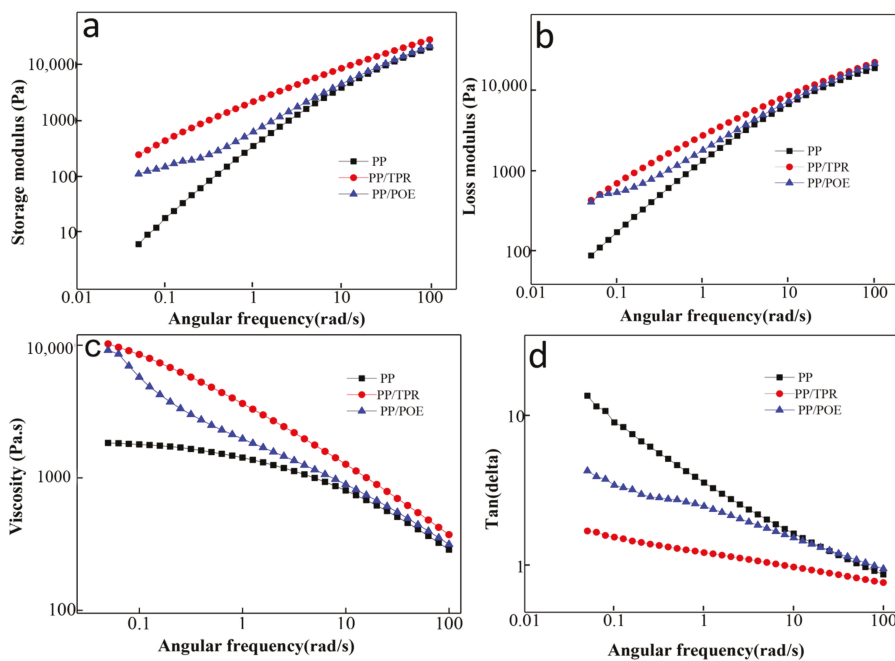 a
Storage modulus (Pa)
10,000
1000
100
10
PP
PP/TPR
PP/POE
0.01
0.1
1
10
100
Angular frequency(rad/s)
b
Loss modulus (Pa)
10,000
1000
100
PP
PP/TPR
PP/POE
0.01
0.1
1
10
100
Angular frequency(rad/s)
c
Viscosity (Pa.s)
10,000
1000
100
PP
PP/TPR
PP/POE
0.1
1
10
100
Angular frequency(rad/s)
d
Tan(delta)
10
1
PP
PP/TPR
PP/POE
0.01
0.1
1
10
100
Angular frequency(rad/s)